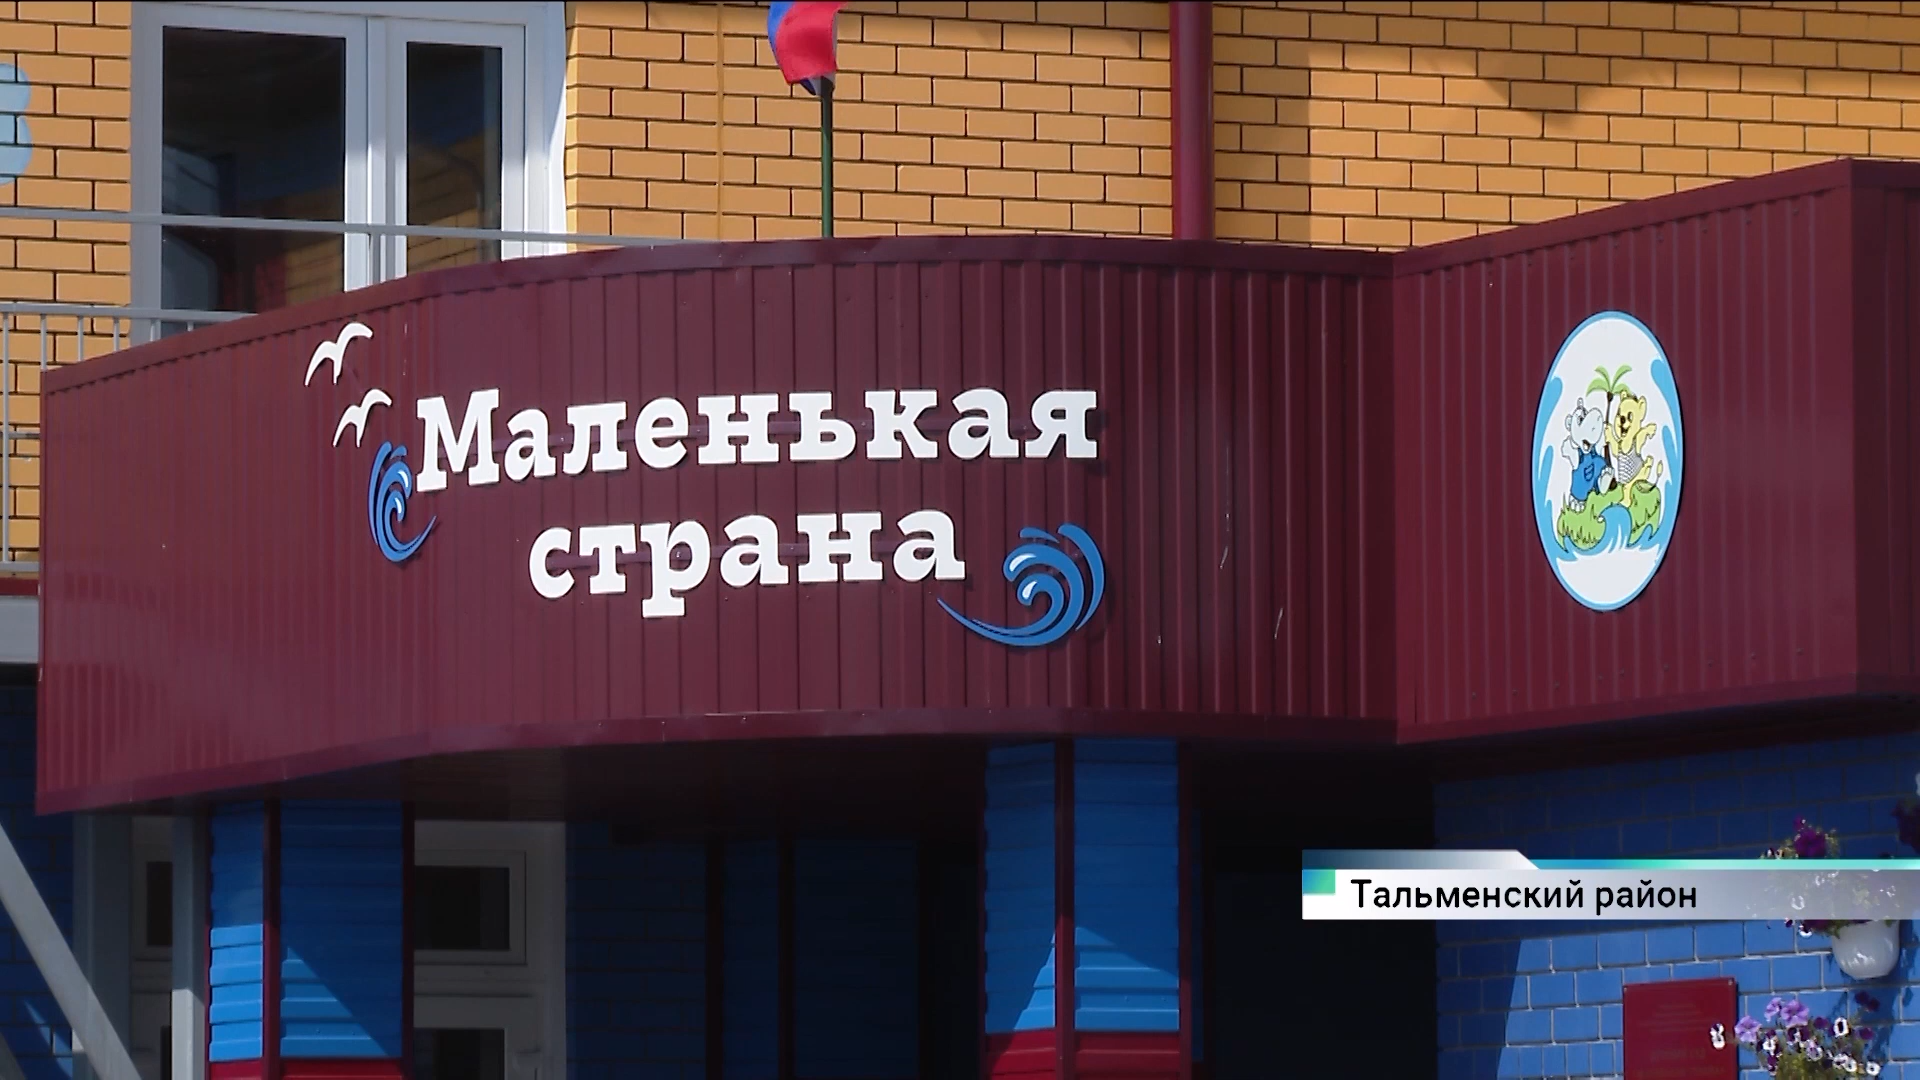 Маленькая
страна
Тальменский район